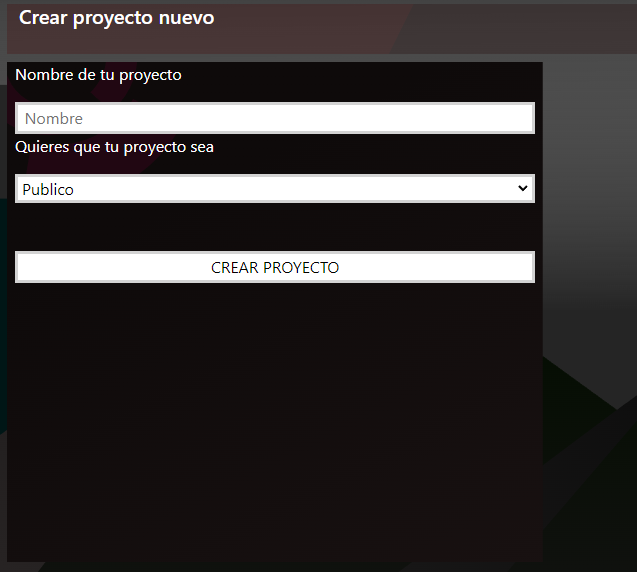 Crear proyecto nuevo
Nombre de tu proyecto
Nombre
Quieres que tu proyecto sea
Publico
CREAR PROYECTO